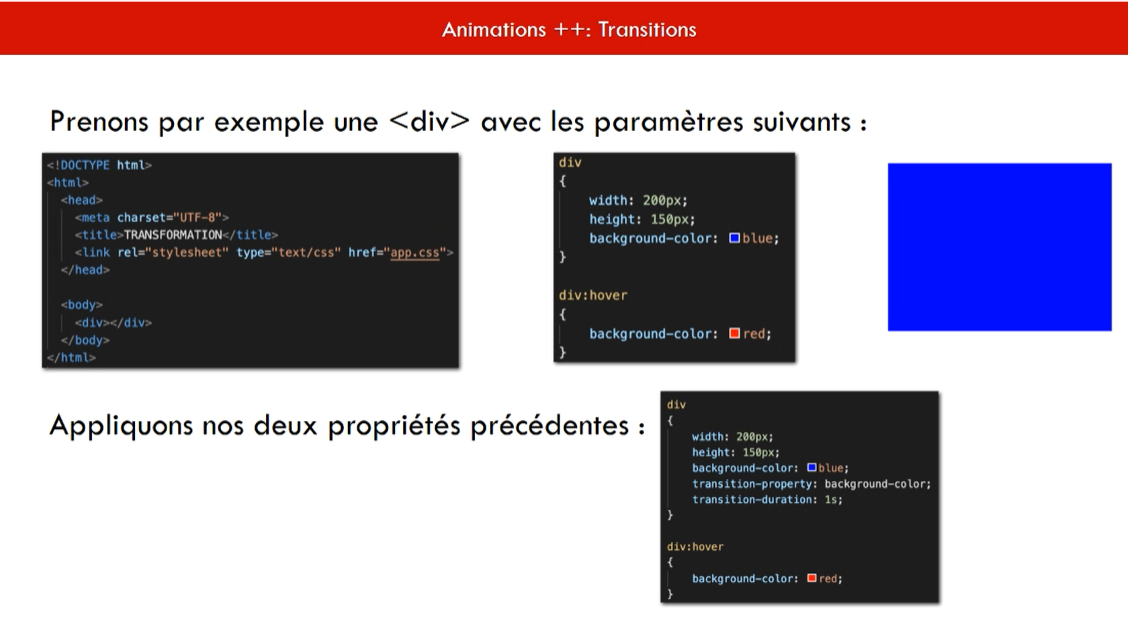 Animations ++: Transitions
Prenons par exemple une <div> avec les paramètres suivants :
<!DOCTYPE html>
<html>
<head>
<meta charset="UTF-8">
<title>TRANSFORMATION</title>
<link rel="stylesheet" type="text/css" href="app.css">
</head>
<body>
<div></div>
</body>
</html>
div
{
width: 200px;
height: 150px;
background-color: blue;
}
div:hover
{
background-color: red;
}
Appliquons nos deux propriétés précédentes :
div
{
width: 200px;
height: 150px;
background-color: blue;
transition-property: background-color;
transition-duration: 1s;
}
div:hover
{
background-color: red;
}